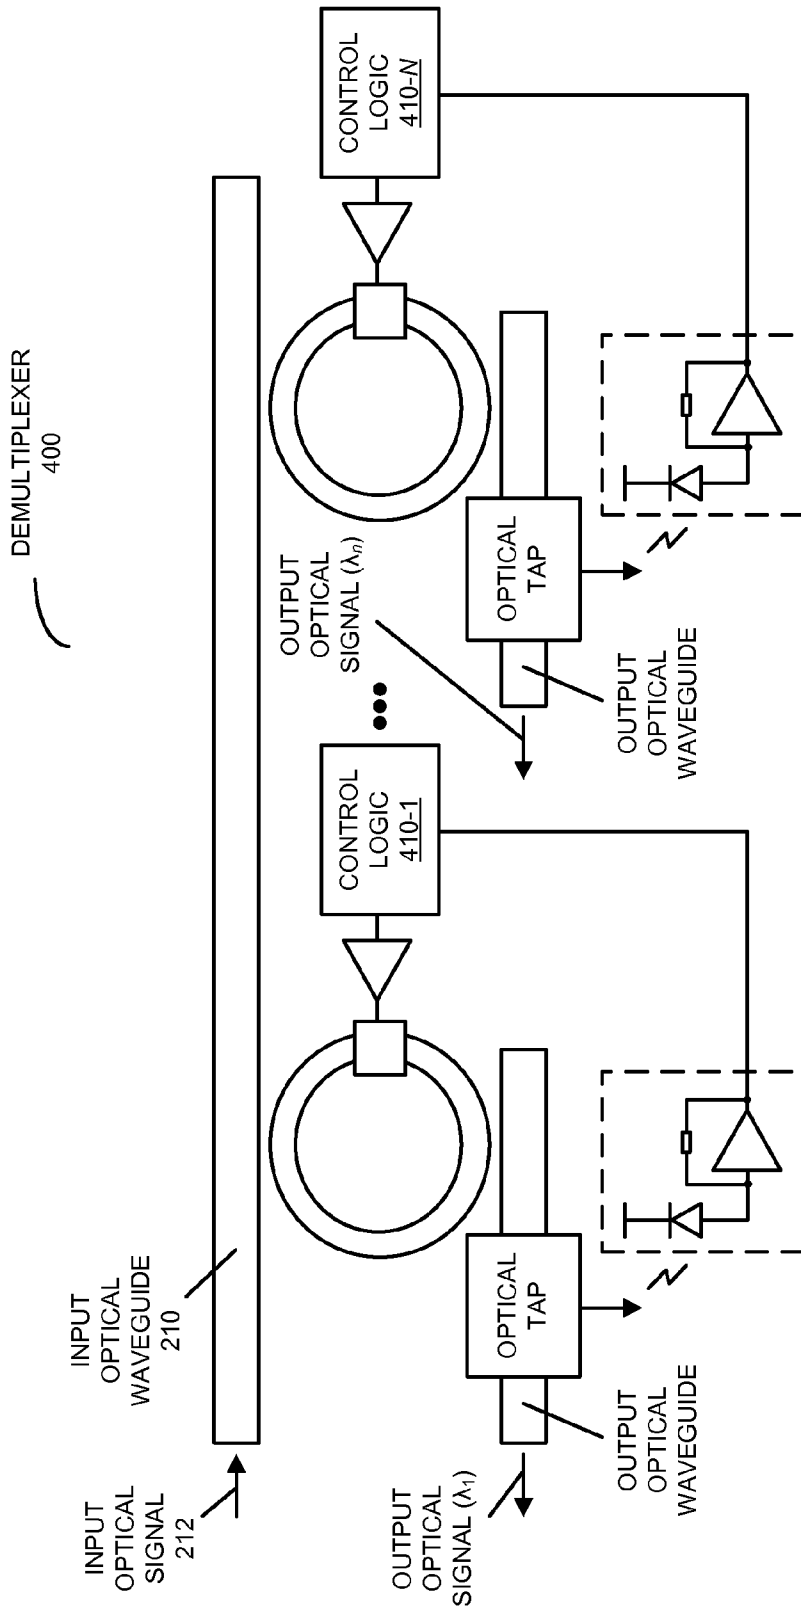 DEMULTIPLEXER
400
INPUT
OPTICAL
SIGNAL
212
INPUT
OPTICAL
WAVEGUIDE
210
CONTROL
LOGIC
410-1
CONTROL
LOGIC
410-N
OUTPUT
OPTICAL
SIGNAL (λn)
OUTPUT
OPTICAL
SIGNAL (λ1)
OPTICAL
TAP
OPTICAL
TAP
OUTPUT
OPTICAL
WAVEGUIDE
OUTPUT
OPTICAL
WAVEGUIDE